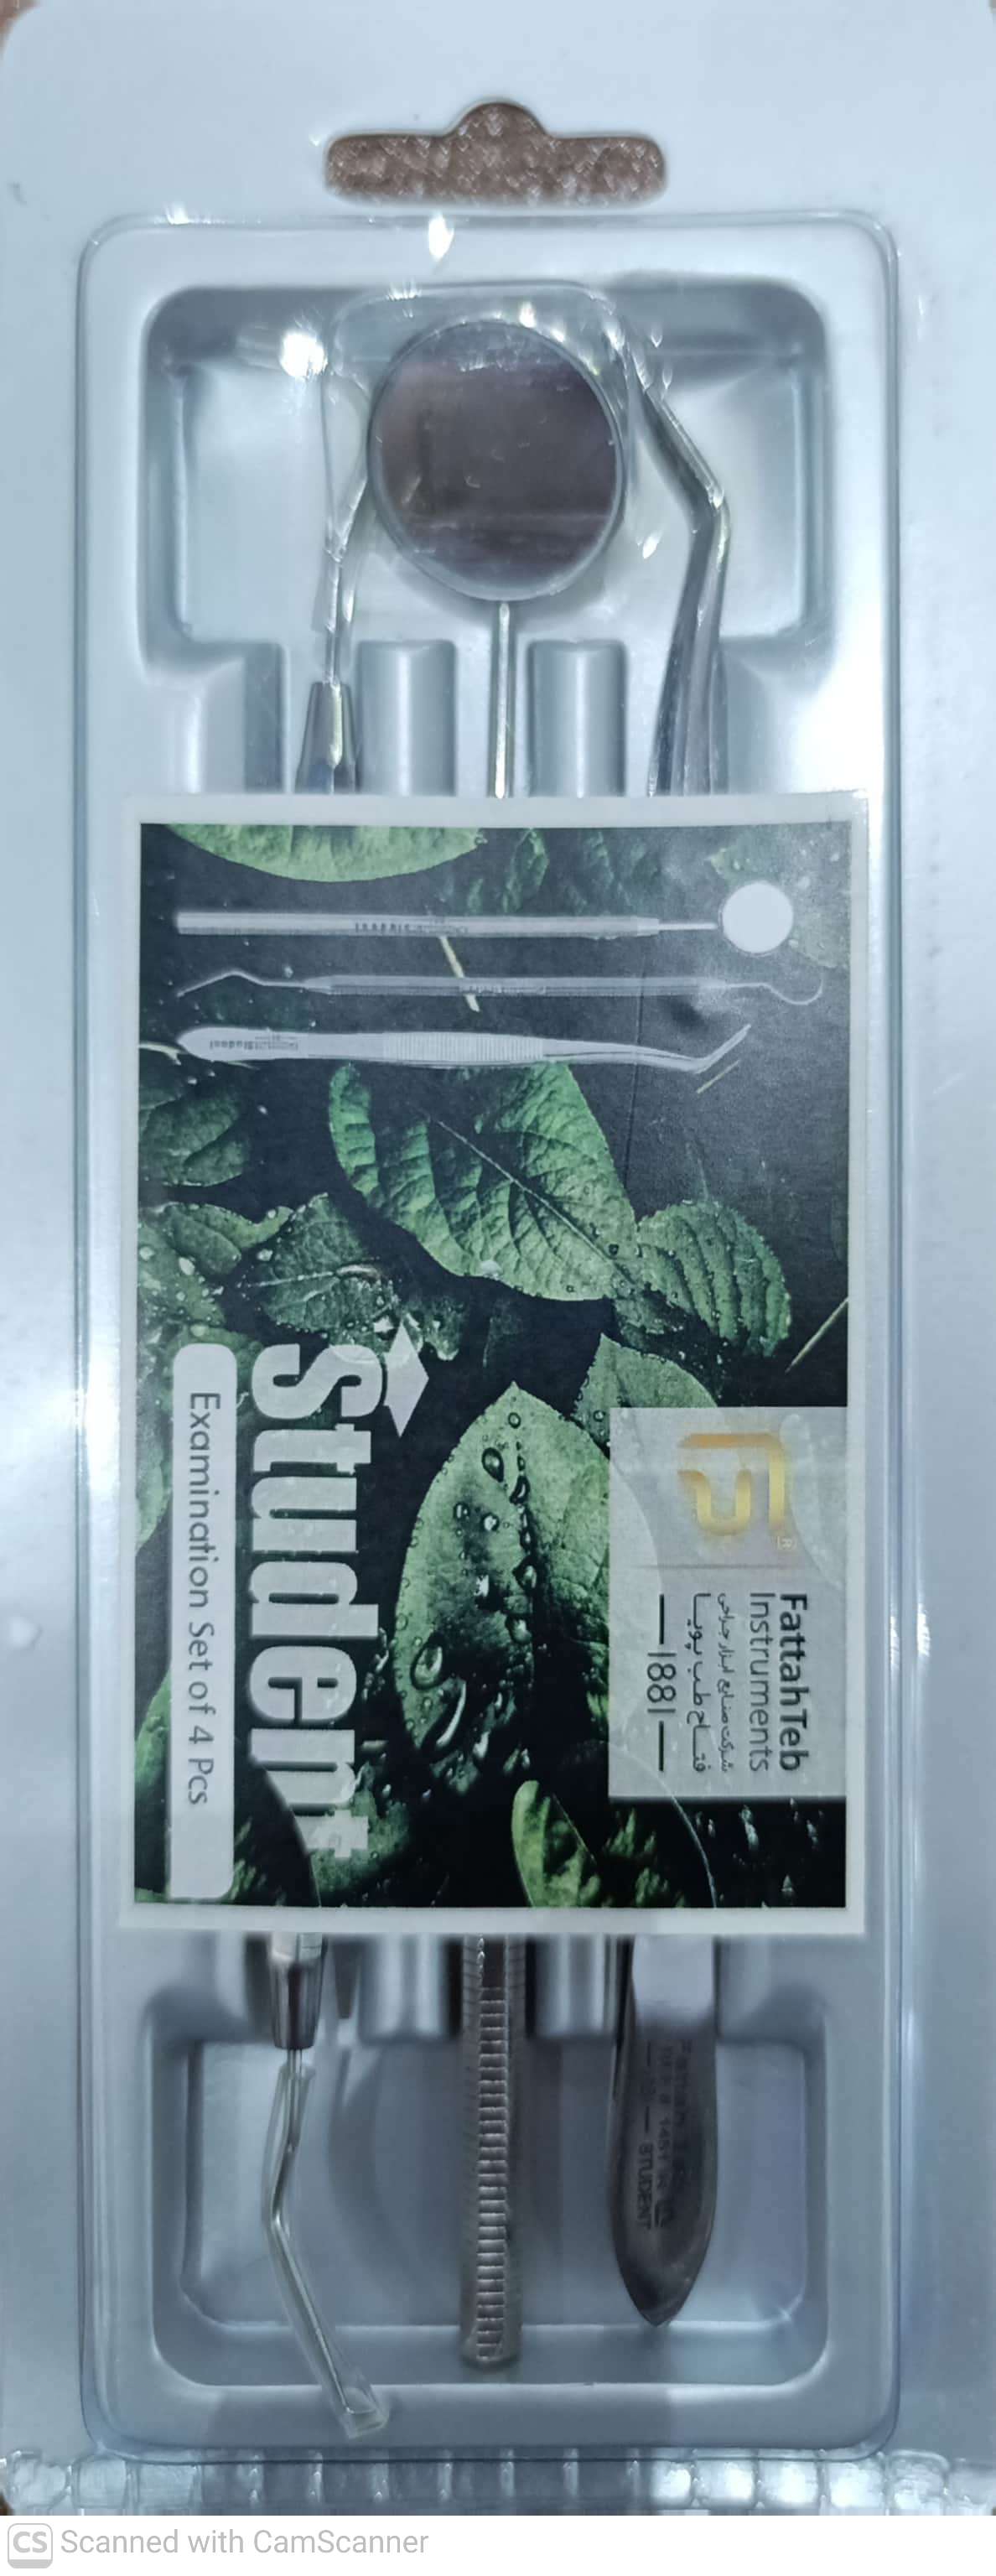 FattahTeb
Instruments
شرکت صنایع ابزار جراحی
فتاح طب پویا
1881
Student
Examination Set of 4 Pcs
STUDENT
CS Scanned with CamScanner